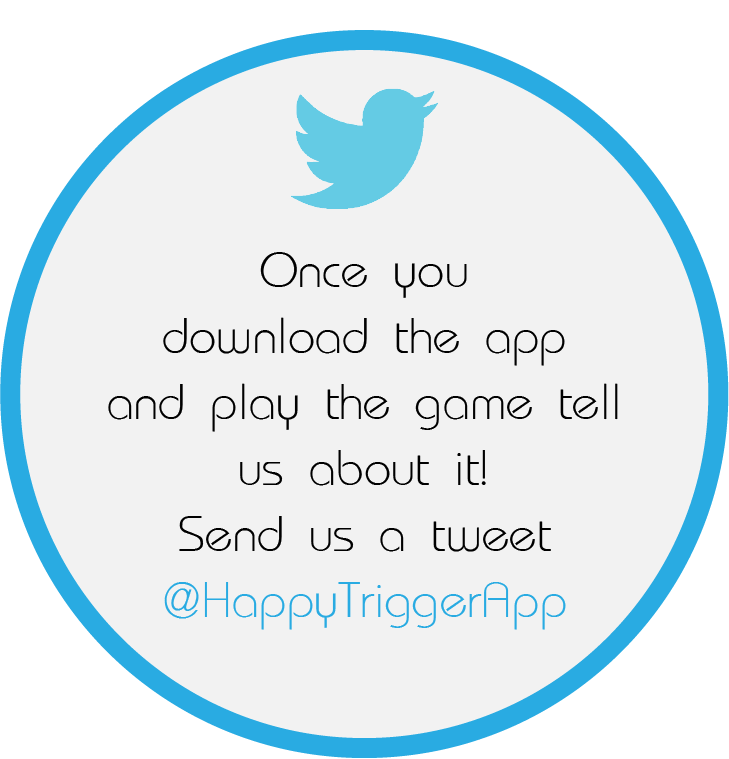 Once you
download the app
and play the game tell
us about it!
Send us a tweet
@HappyTriggerApp